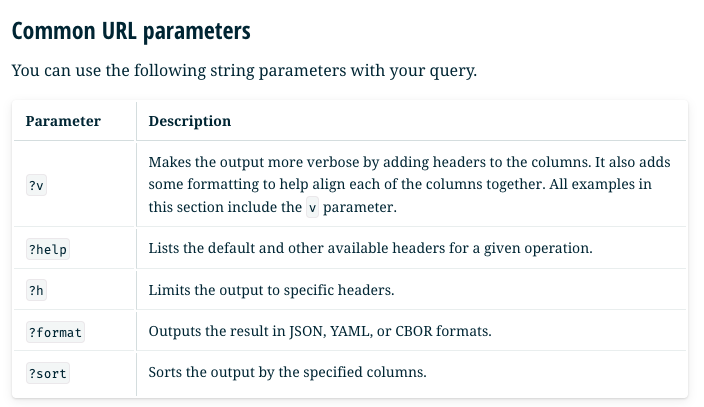 Common URL parameters
You can use the following string parameters with your query.
Parameter Description
?v Makes the output more verbose by adding headers to the columns. It also adds
some formatting to help align each of the columns together. All examples in
this section include the v parameter.
?help Lists the default and other available headers for a given operation.
?h Limits the output to specific headers.
?format Outputs the result in JSON, YAML, or CBOR formats.
?sort Sorts the output by the specified columns.